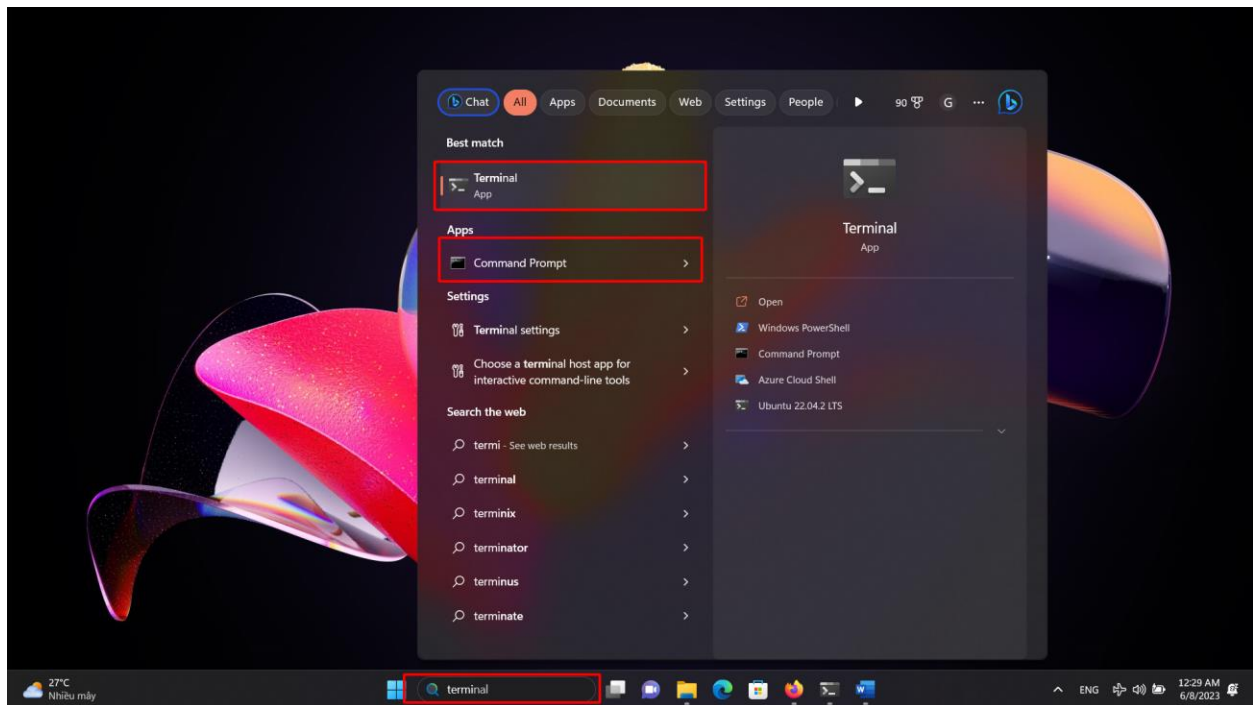 Chat All Apps Documents Web Settings People 90 G ...
Best match
Terminal
App
Apps
Command Prompt
Settings
Terminal settings
Choose a terminal host app for
interactive command-line tools
Search the web
termi - See web results
terminal
terminix
terminator
terminus
terminate
Terminal
App
Open
Windows PowerShell
Command Prompt
Azure Cloud Shell
Ubuntu 22.04.2 LTS
27°C
Nhiều mây
terminal
ENG
12:29 AM
6/8/2023